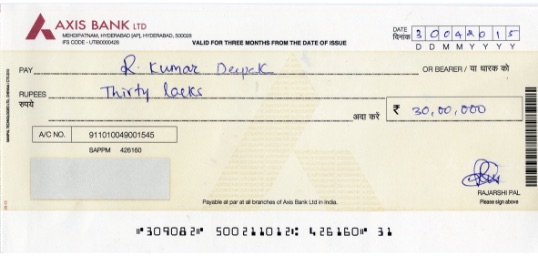 AXIS BANK LTD
MEHDIPATNAM, HYDERABAD (AP), HYDERABAD, 500028
IFS CODE - UTIB0000426
VALID FOR THREE MONTHS FROM THE DATE OF ISSUE
DATE
दिनांक
3 0 0 4 2 0 1 5
D D M M Y Y Y Y
PAY R. Kumar Deepak OR BEARER / या धारक को
RUPEES Thirty lacks
रुपये
अदा करें ₹ 30,00,000
A/C NO. 911010049001545
SAPPM 426160
RAJARSHI PAL
Please sign above
Payable at par at all branches of Axis Bank Ltd in India.
⑈309082⑈ 500211012⑆ 426160⑈ 31